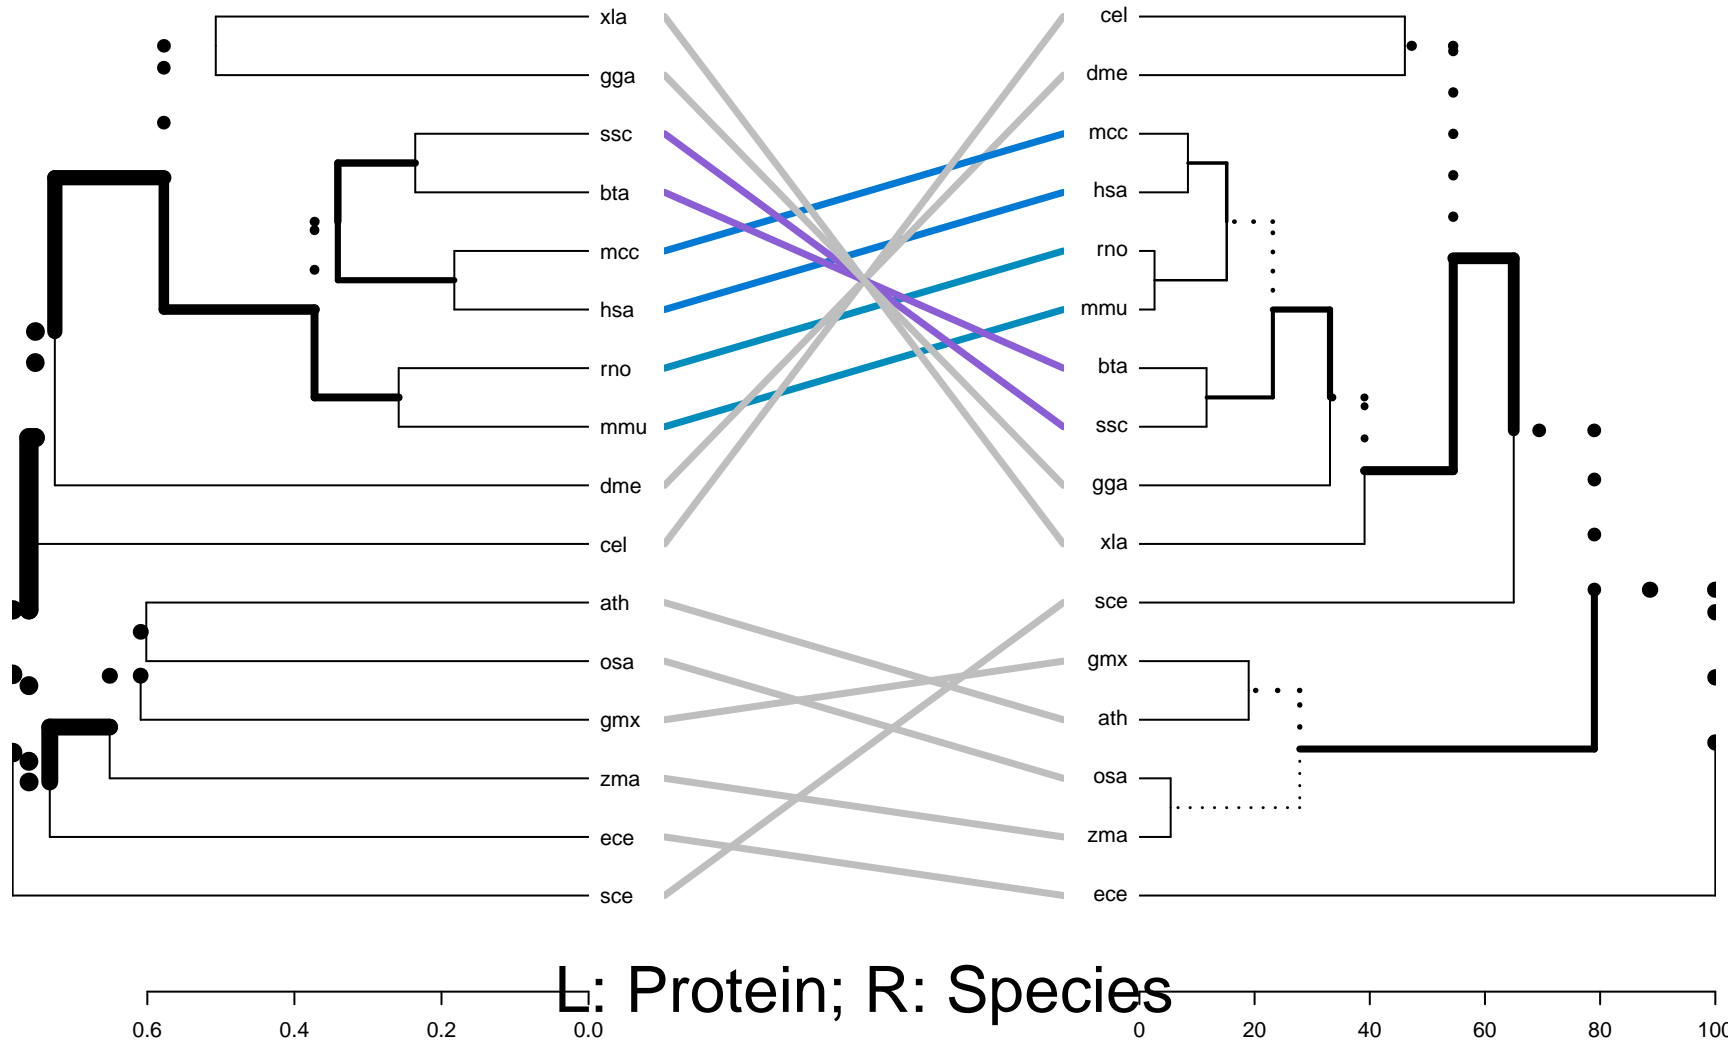 xla cel
gga dme
ssc mcc
bta hsa
mcc rno
hsa mmu
rno bta
mmu ssc
dme gga
cel xla
ath sce
osa gmx
gmx ath
zma osa
ece zma
sce ece
L: Protein; R: Species
0.6 0.4 0.2 0.0 0 20 40 60 80 100